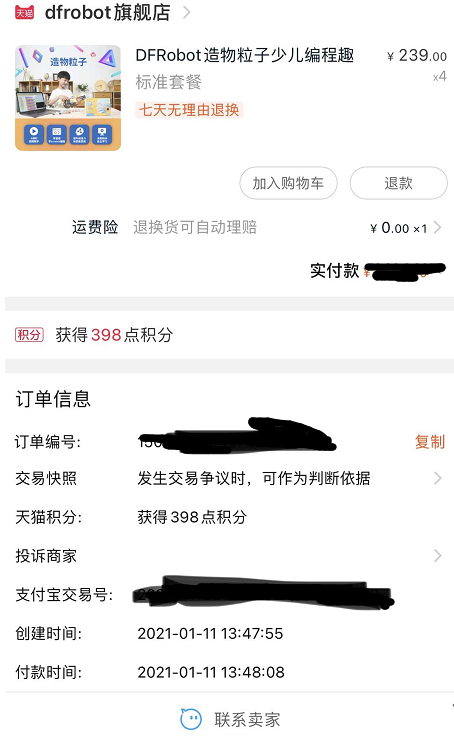 天猫 dfrobot旗舰店
造物粒子
DFRobot造物粒子少儿编程趣 ¥ 239.00
标准套餐 x4
七天无理由退换
加入购物车 退款
运费险 退换货可自动理赔 ¥ 0.00 ×1
实付款
积分 获得398点积分
订单信息
订单编号: 复制
交易快照 发生交易争议时，可作为判断依据
天猫积分: 获得398点积分
投诉商家
支付宝交易号:
创建时间: 2021-01-11 13:47:55
付款时间: 2021-01-11 13:48:08
联系卖家